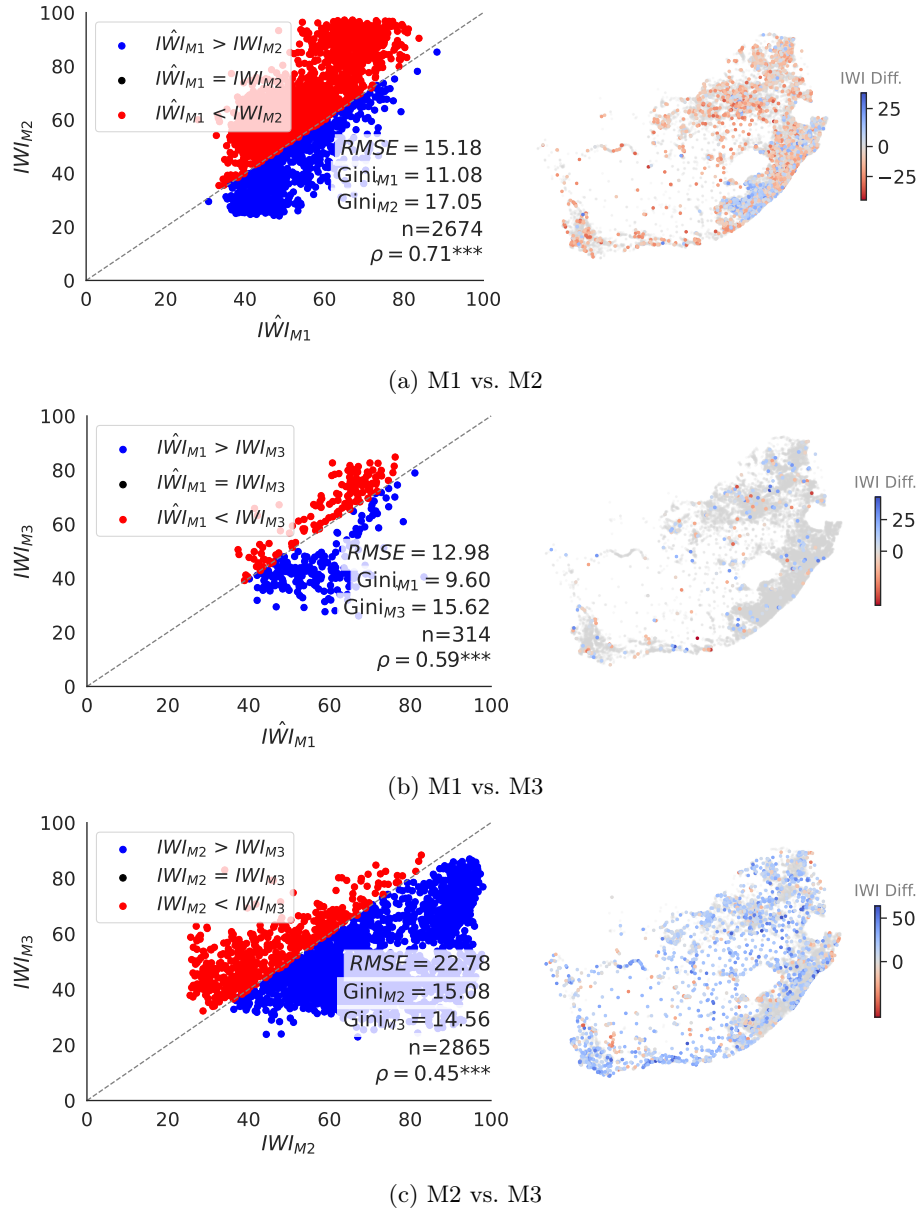 100
80
60
40
20
0
IWI_M2
IŴI_M1 > IWI_M2
IŴI_M1 = IWI_M2
IŴI_M1 < IWI_M2
RMSE = 15.18
Gini_M1 = 11.08
Gini_M2 = 17.05
n=2674
ρ = 0.71***
0 20 40 60 80 100
IŴI_M1
IWI Diff.
25
0
−25
(a) M1 vs. M2
100
80
60
40
20
0
IWI_M3
IŴI_M1 > IWI_M3
IŴI_M1 = IWI_M3
IŴI_M1 < IWI_M3
RMSE = 12.98
Gini_M1 = 9.60
Gini_M3 = 15.62
n=314
ρ = 0.59***
0 20 40 60 80 100
IŴI_M1
IWI Diff.
0
(b) M1 vs. M3
100
80
60
40
20
0
IWI_M3
IWI_M2 > IWI_M3
IWI_M2 = IWI_M3
IWI_M2 < IWI_M3
RMSE = 22.78
Gini_M2 = 15.08
Gini_M3 = 14.56
n=2865
ρ = 0.45***
0 20 40 60 80 100
IWI_M2
IWI Diff.
50
0
(c) M2 vs. M3